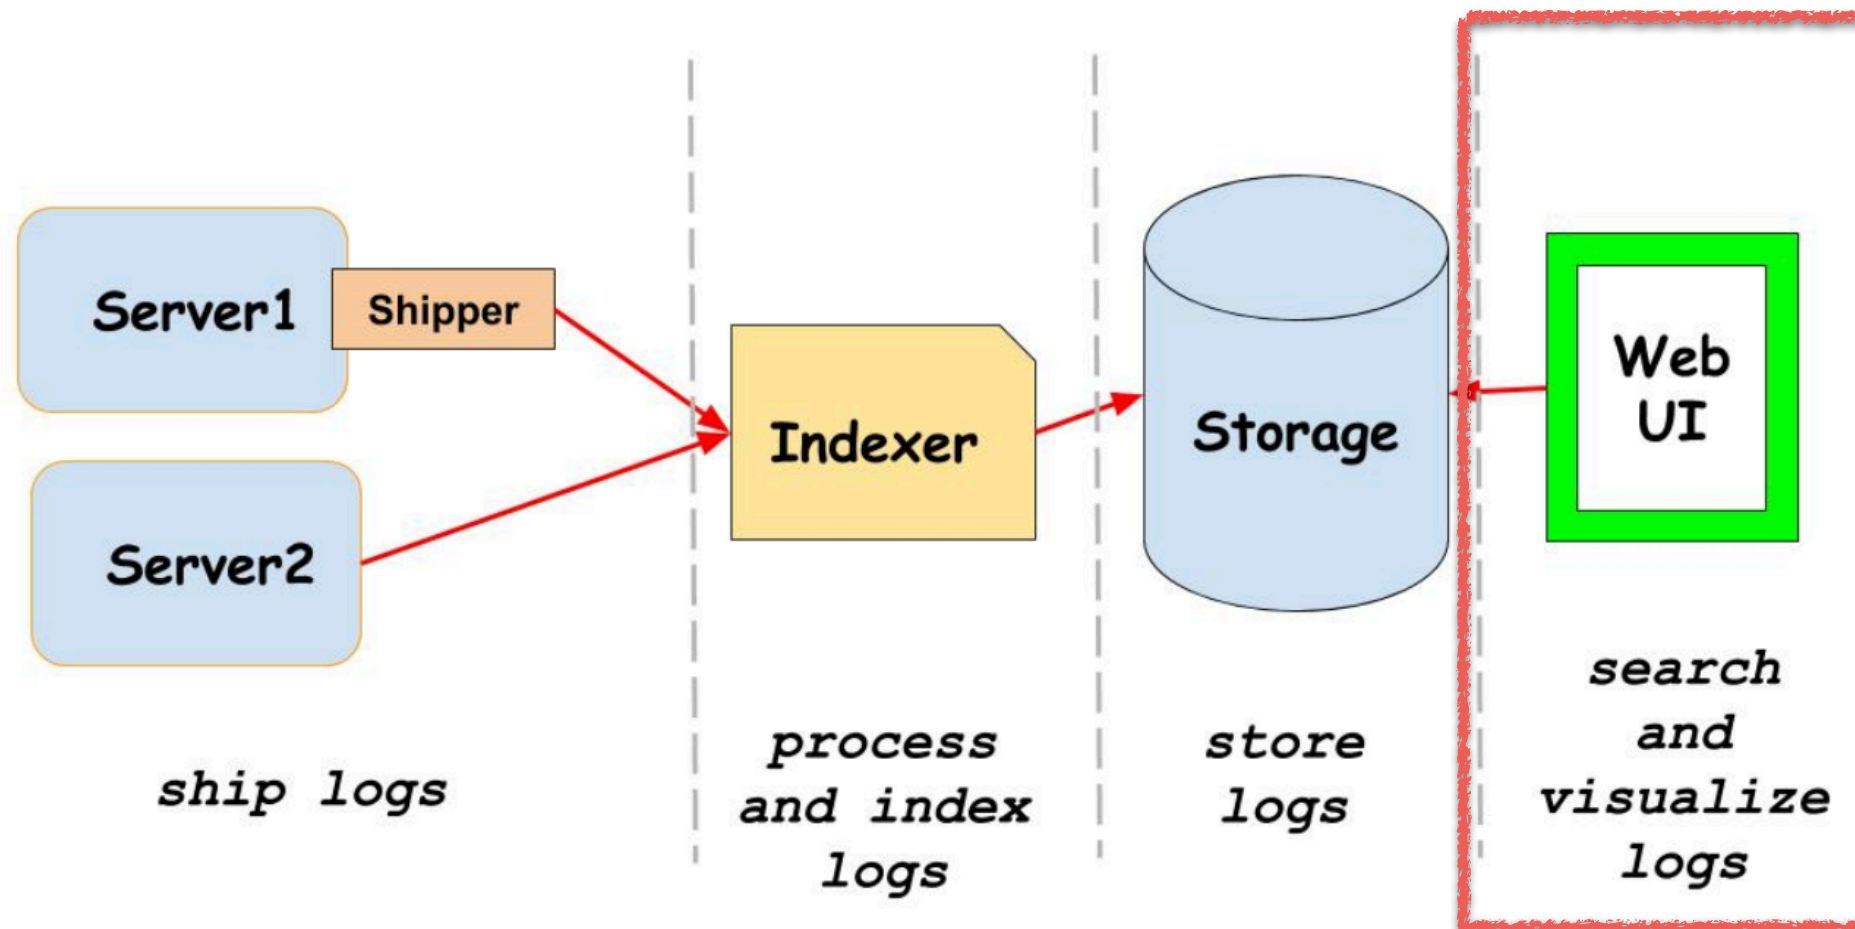 Server1
Shipper
Server2
ship logs
Indexer
process
and index
logs
Storage
store
logs
Web
UI
search
and
visualize
logs